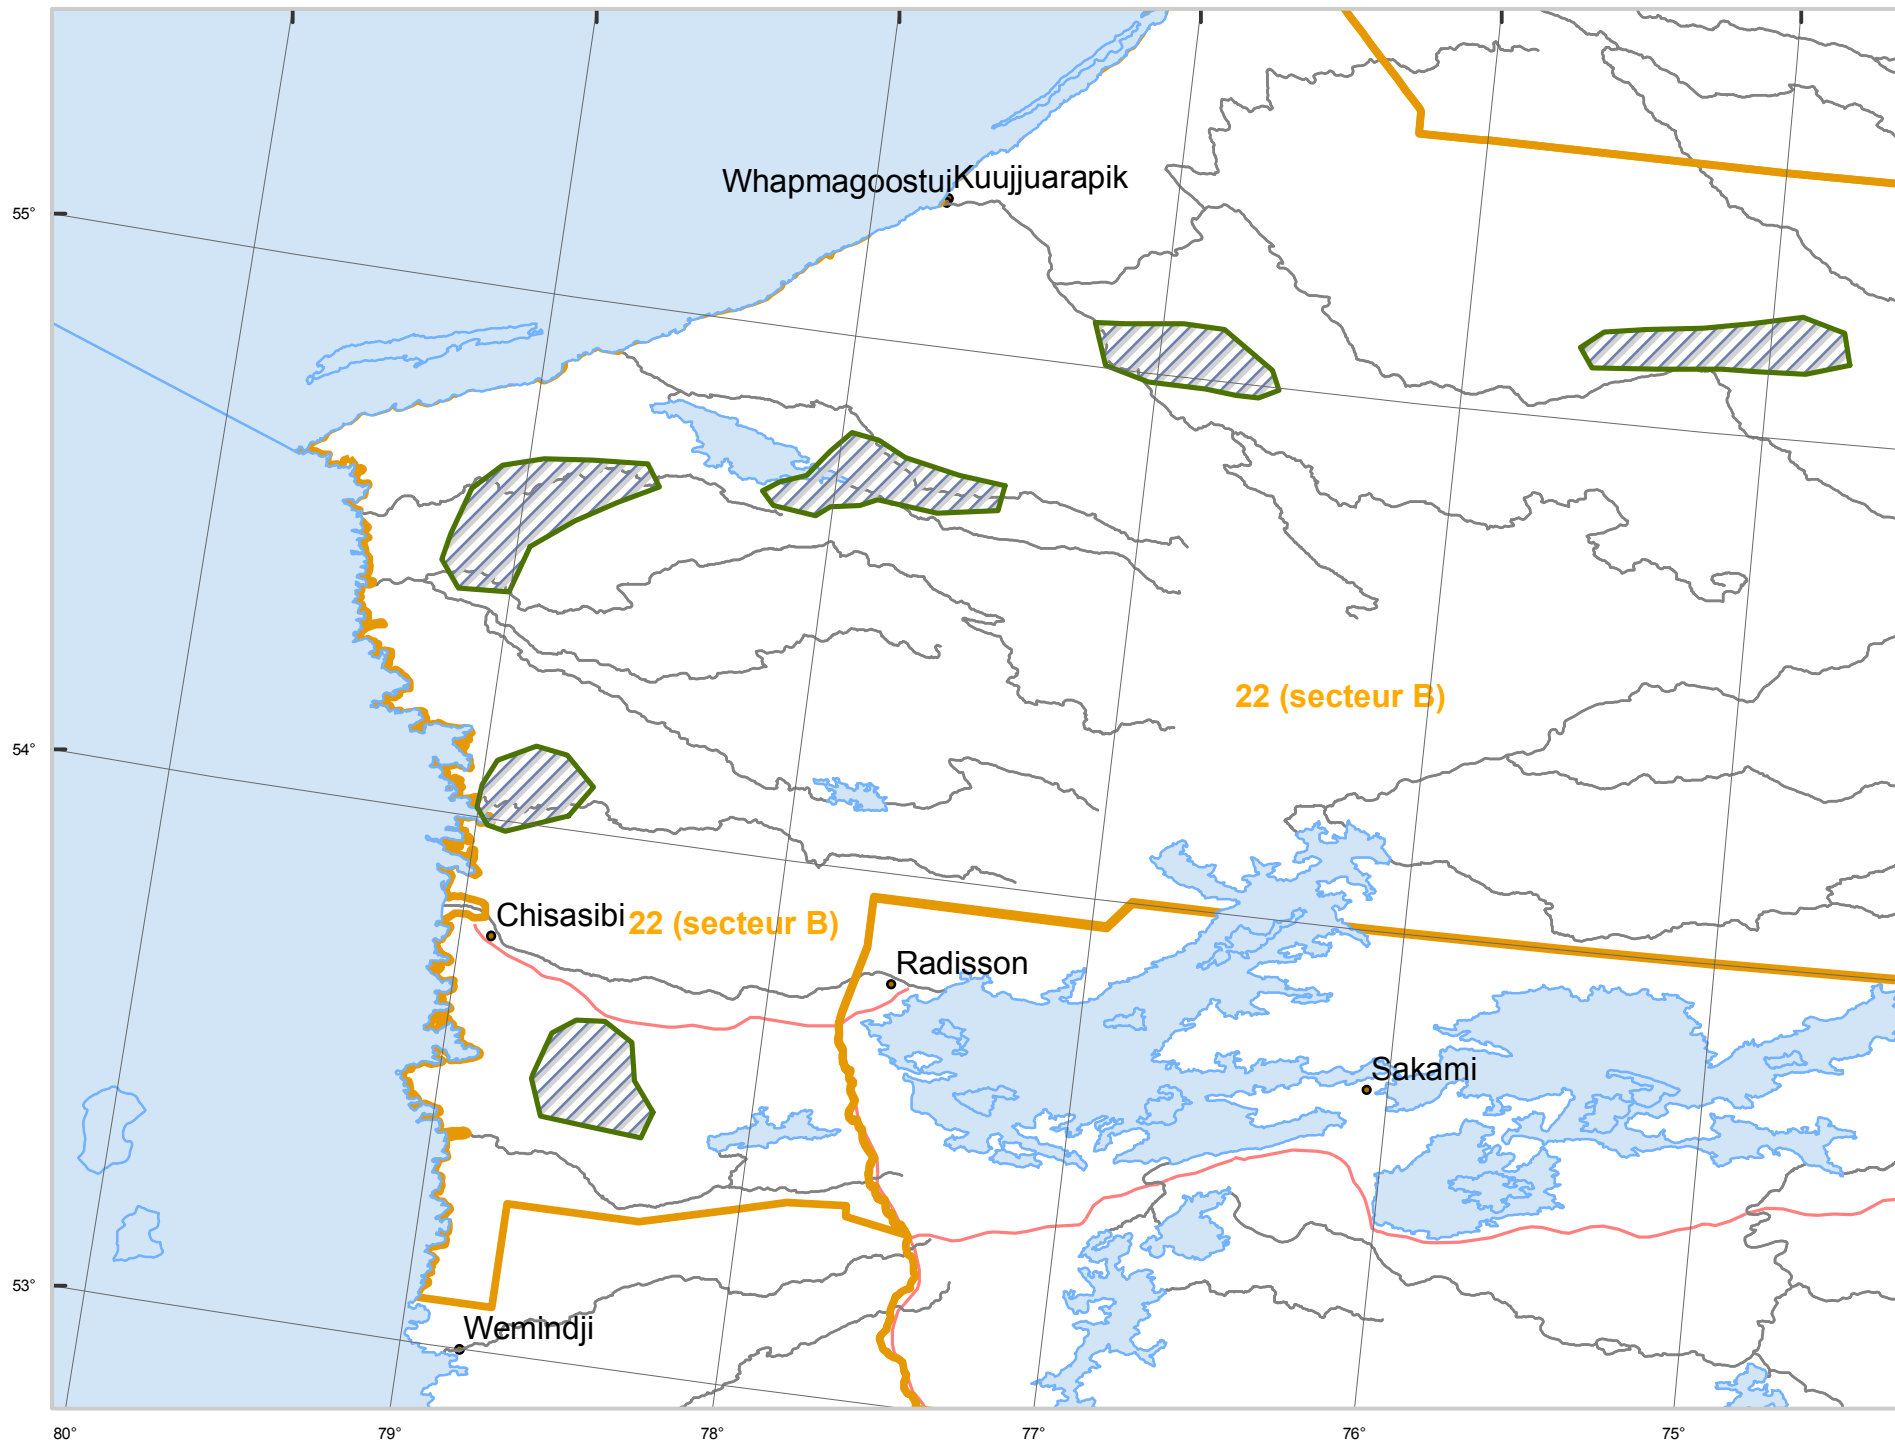 Whapmagoostui
Kuujjuarapik
55°
22 (secteur B)
54°
Chisasibi
22 (secteur B)
Radisson
Sakami
53°
Wemindji
80°
79°
78°
77°
76°
75°